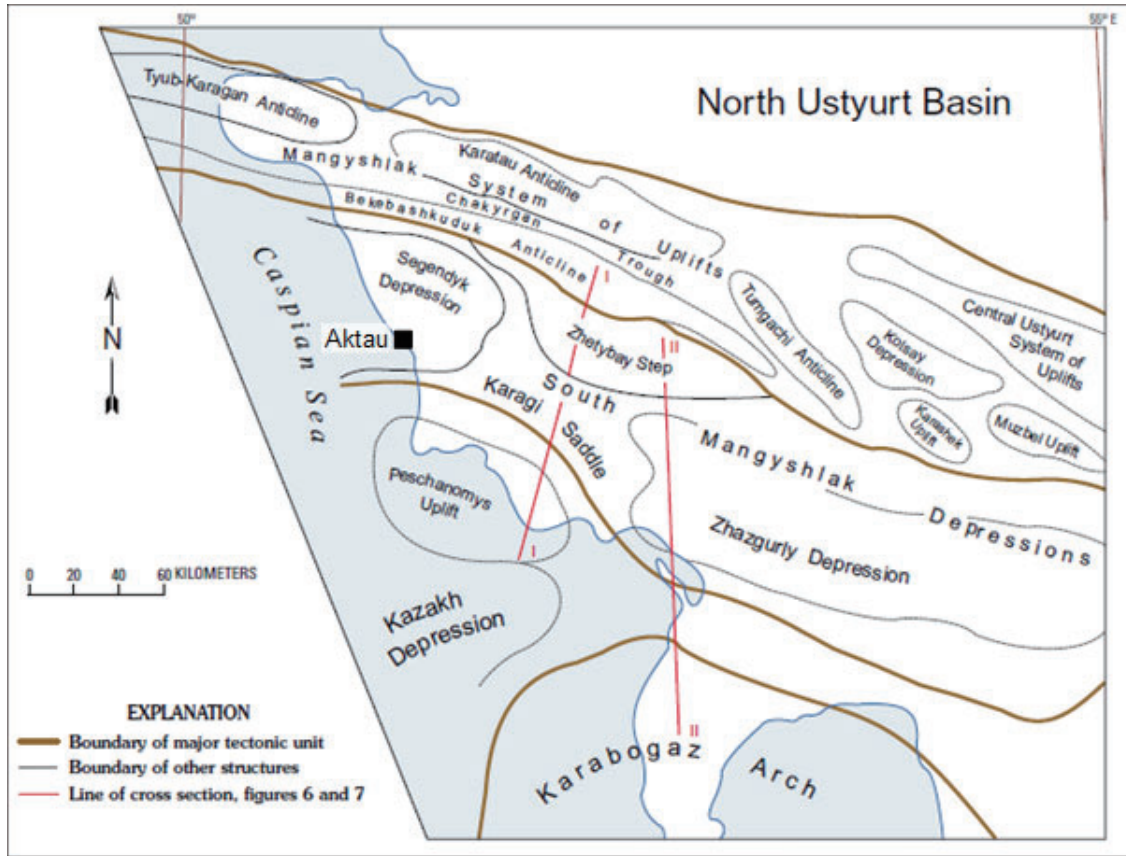 50°
55° E
Tyub-Karagan Anticline
North Ustyurt Basin
Mangyshlak System of Uplifts
Karatau Anticline
Chakyrgan Trough
Bekebashkuduk Anticline
Caspian Sea
Segendyk
Depression
N
Aktau
I
II
Zhetybay Step
Tumgachi Anticline
Central Ustyurt
System of
Uplifts
Kolsay
Depression
Karashek
Uplift
Muzbel Uplift
South Mangyshlak Depressions
Karagi
Saddle
Peschanomys
Uplift
Zhazgurly Depression
I
0 20 40 60 KILOMETERS
Kazakh
Depression
II
Karabogaz Arch
EXPLANATION
Boundary of major tectonic unit
Boundary of other structures
Line of cross section, figures 6 and 7